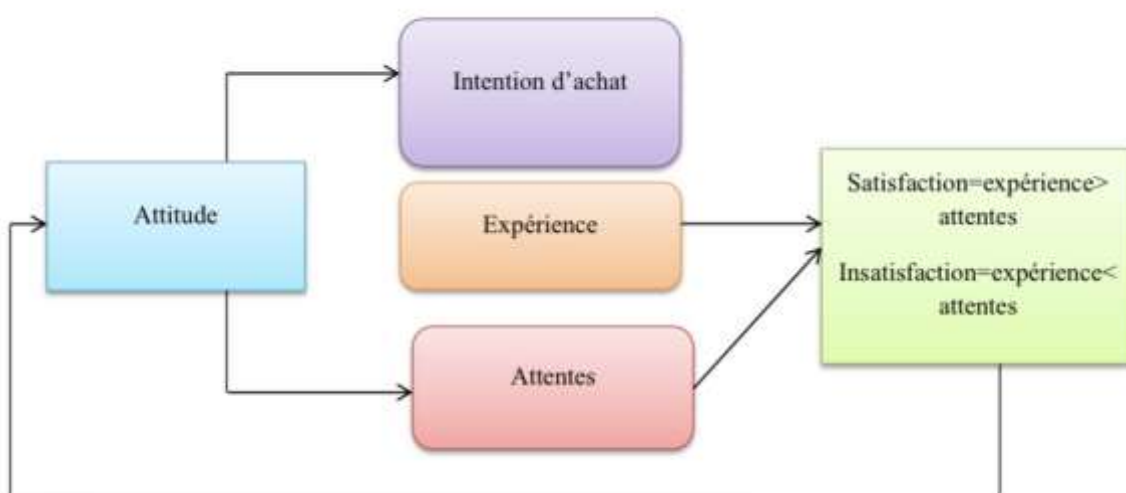 Intention d’achat
Attitude
Expérience
Satisfaction=expérience>
attentes
Insatisfaction=expérience<
attentes
Attentes